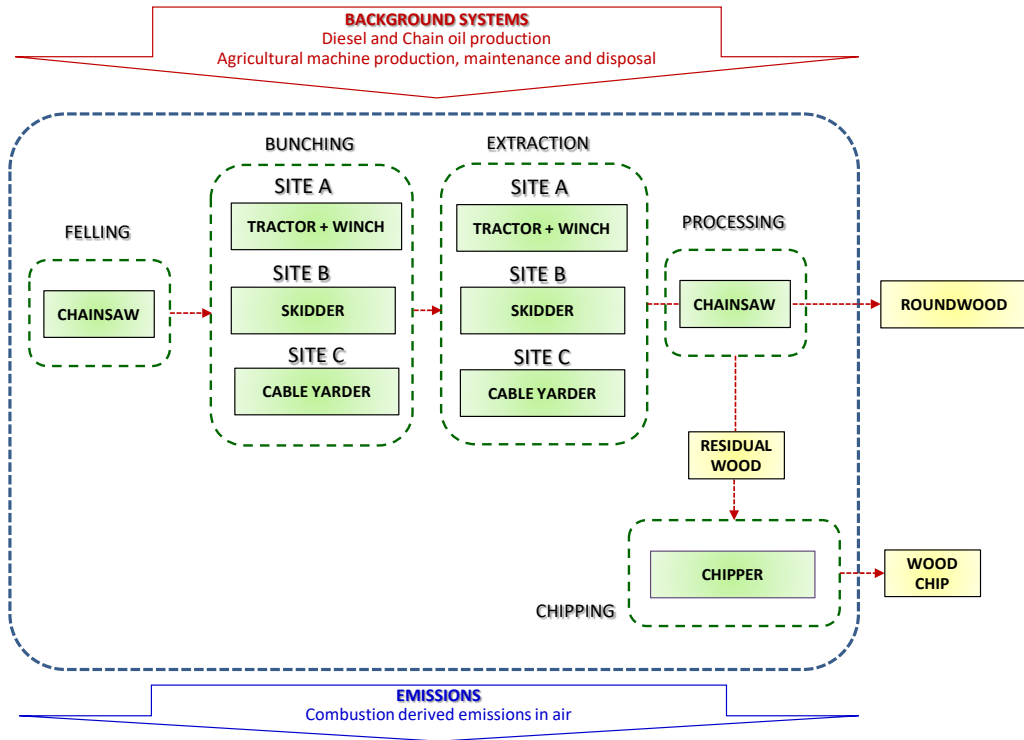 BACKGROUND SYSTEMS
Diesel and Chain oil production
Agricultural machine production, maintenance and disposal
FELLING
CHAINSAW
BUNCHING
SITE A
TRACTOR + WINCH
SITE B
SKIDDER
SITE C
CABLE YARDER
EXTRACTION
SITE A
TRACTOR + WINCH
SITE B
SKIDDER
SITE C
CABLE YARDER
PROCESSING
CHAINSAW
ROUNDWOOD
RESIDUAL
WOOD
CHIPPER
CHIPPING
WOOD
CHIP
EMISSIONS
Combustion derived emissions in air